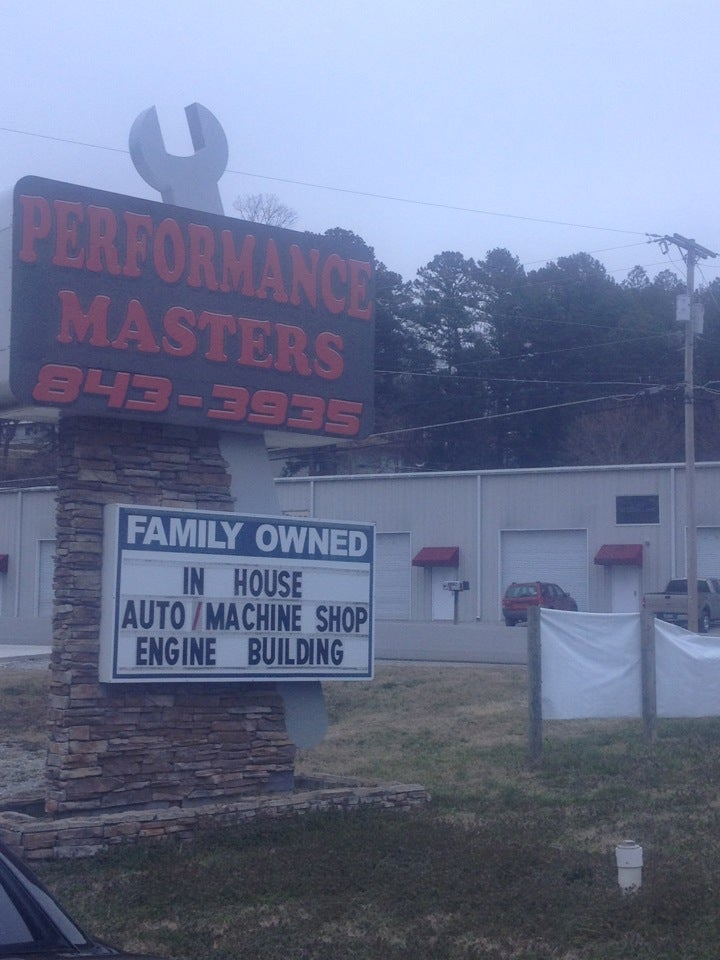 PERFORMANCE
MASTERS
843-3935
FAMILY OWNED
IN HOUSE
AUTO/MACHINE SHOP
ENGINE BUILDING